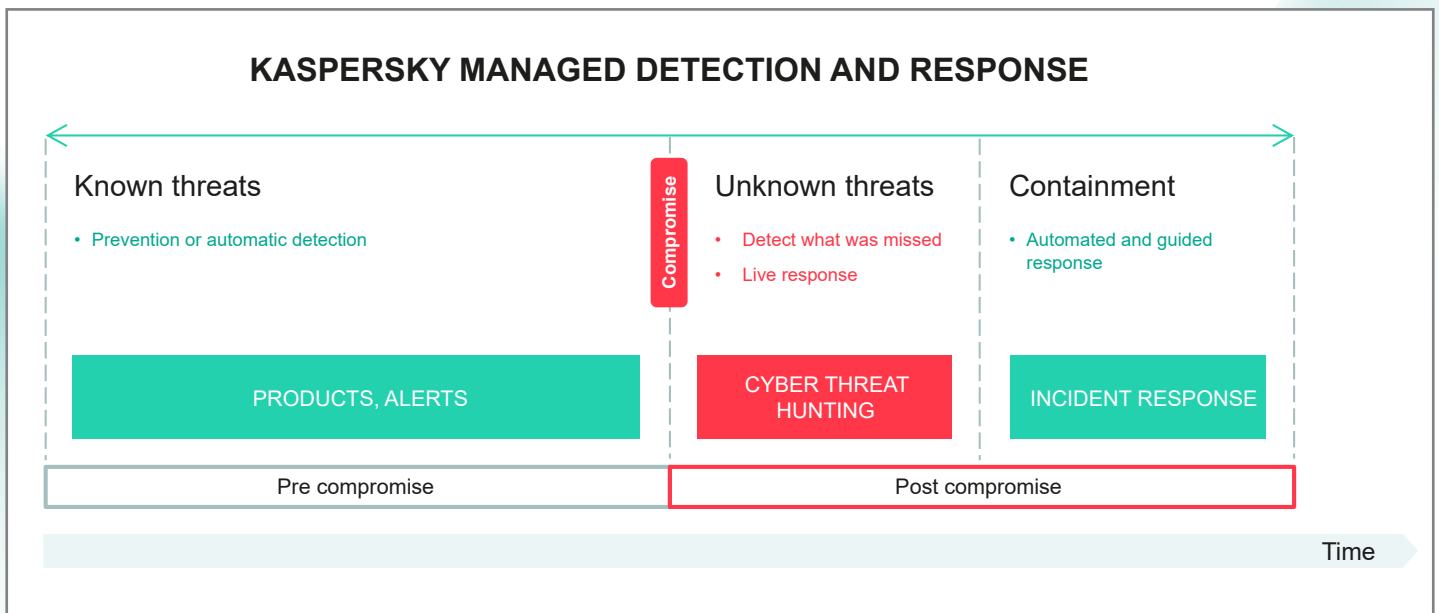 KASPERSKY MANAGED DETECTION AND RESPONSE
Known threats
• Prevention or automatic detection
Compromise
Unknown threats
• Detect what was missed
• Live response
Containment
• Automated and guided
response
PRODUCTS, ALERTS
CYBER THREAT
HUNTING
INCIDENT RESPONSE
Pre compromise
Post compromise
Time